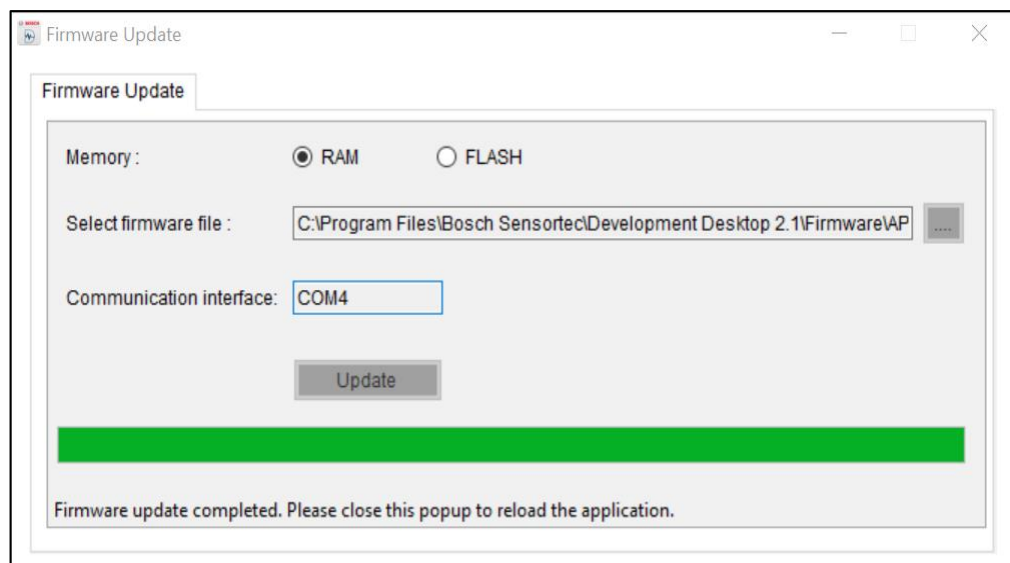 BOSCH
Firmware Update
Firmware Update
Memory : RAM FLASH
Select firmware file : C:\Program Files\Bosch Sensortec\Development Desktop 2.1\Firmware\AP ....
Communication interface: COM4
Update
Firmware update completed. Please close this popup to reload the application.